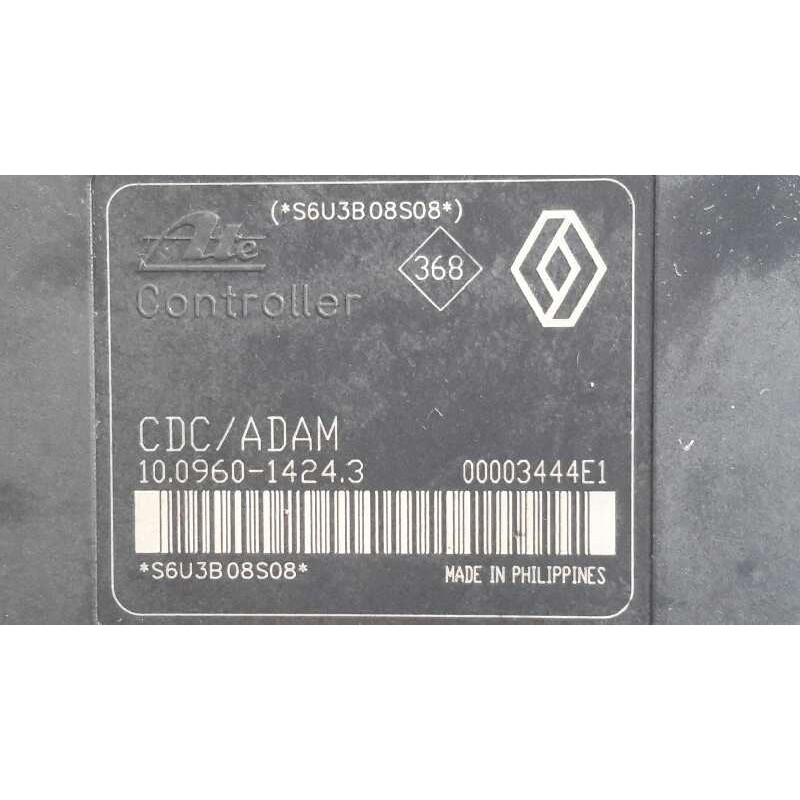 (*S6U3B08S08*)
Ate
368
Controller
CDC/ADAM
10.0960-1424.3 00003444E1
*S6U3B08S08* MADE IN PHILIPPINES